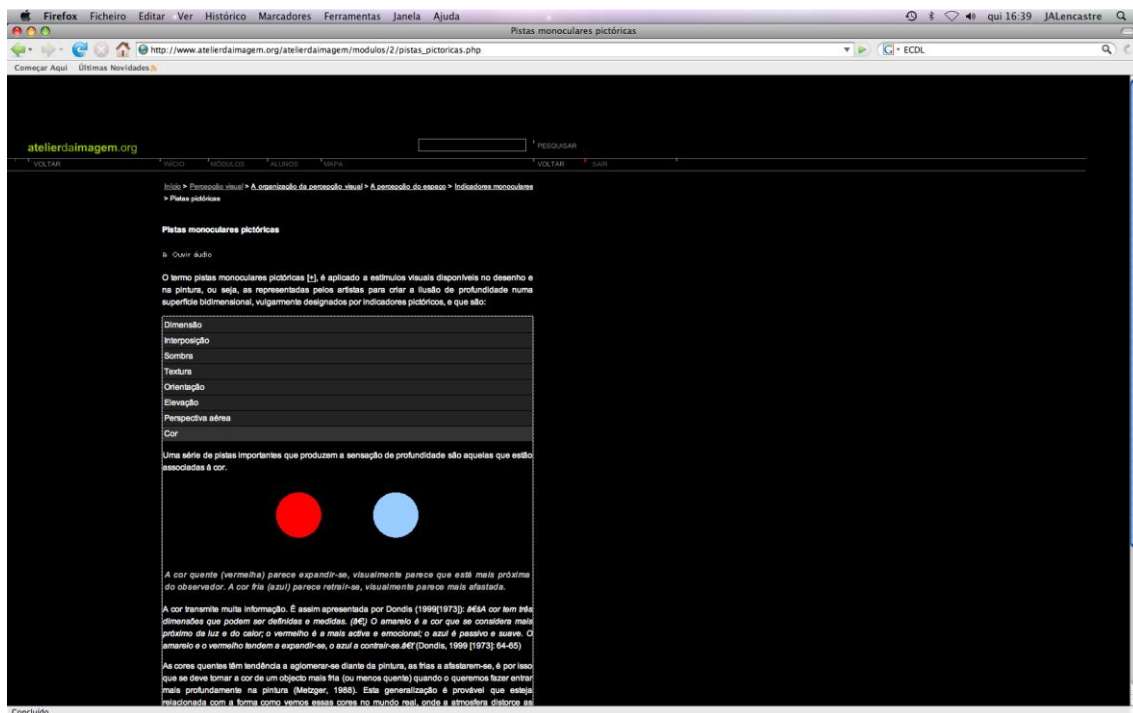 Firefox Ficheiro Editar Ver Histórico Marcadores Ferramentas Janela Ajuda qui 16:39 JALencastre
Pistas monoculares pictóricas
http://www.atelierdaimagem.org/atelierdaimagem/modulos/2/pistas_pictoricas.php G ECDL
Começar Aqui Últimas Novidades
atelierdaimagem.org PESQUISAR
VOLTAR INÍCIO MÓDULOS ALUNOS MAPA VOLTAR SAIR
Início > Percepção visual > A organização da percepção visual > A percepção do espaço > Indicadores monoculares
> Pistas pictóricas
Pistas monoculares pictóricas
Ouvir áudio
O termo pistas monoculares pictóricas [+], é aplicado a estímulos visuais disponíveis no desenho e
na pintura, ou seja, as representadas pelos artistas para criar a ilusão de profundidade numa
superfície bidimensional, vulgarmente designados por indicadores pictóricos, e que são:
Dimensão
Interposição
Sombra
Textura
Orientação
Elevação
Perspectiva aérea
Cor
Uma série de pistas importantes que produzem a sensação de profundidade são aquelas que estão
associadas à cor.
A cor quente (vermelha) parece expandir-se, visualmente parece que está mais próxima
do observador. A cor fria (azul) parece retrair-se, visualmente parece mais afastada.
A cor transmite muita informação. É assim apresentada por Dondis (1999[1973]): â€šA cor tem três
dimensões que podem ser definidas e medidas. (â€¦) O amarelo é a cor que se considera mais
próximo da luz e do calor; o vermelho é a mais activa e emocional; o azul é passivo e suave. O
amarelo e o vermelho tendem a expandir-se, o azul a contrair-se. (Dondis, 1999 [1973]: 64-65)
As cores quentes têm tendência a aglomerar-se diante da pintura, as frias a afastarem-se, é por isso
que se deve tornar a cor de um objecto mais fria (ou menos quente) quando o queremos fazer entrar
mais profundamente na pintura (Metzger, 1988). Esta generalização é provável que esteja
relacionada com a forma como vemos essas cores no mundo real, onde a atmosfera distorce as
Concluído